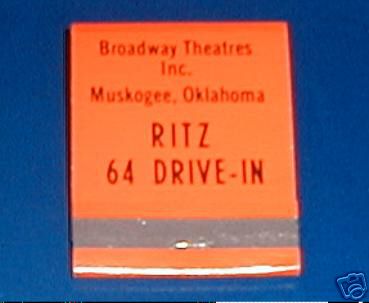 Broadway Theatres
Inc.
Muskogee, Oklahoma
RITZ
64 DRIVE-IN